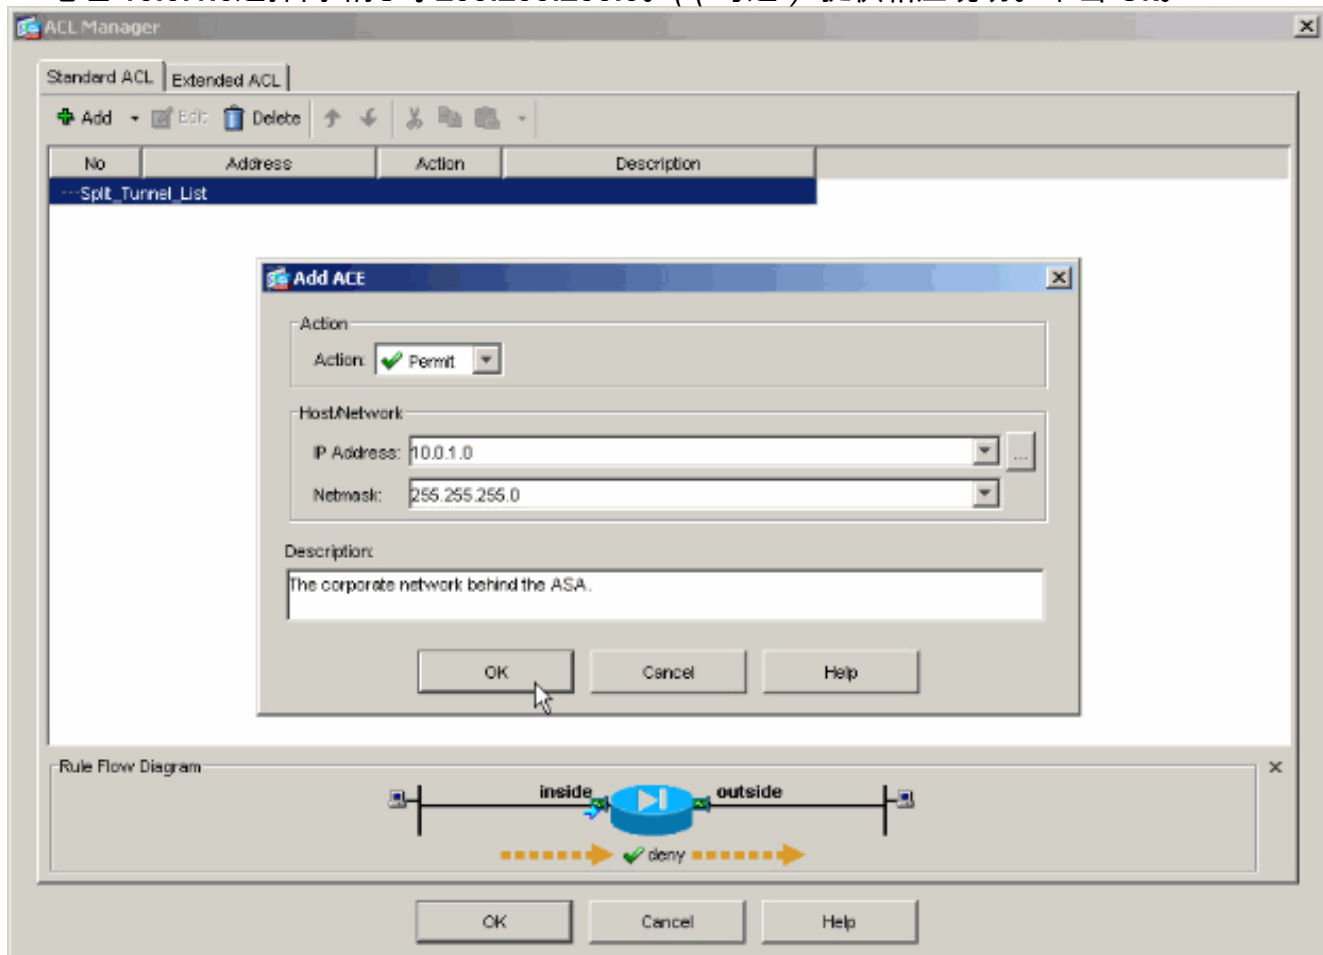 ACL Manager
Standard ACL Extended ACL
Add Edit Delete
No Address Action Description
Split_Tunnel_List
Add ACE
Action
Action: Permit
Host/Network
IP Address: 10.0.1.0 ...
Netmask: 255.255.255.0
Description:
The corporate network behind the ASA.
OK Cancel Help
Rule Flow Diagram
inside outside
deny
OK Cancel Help